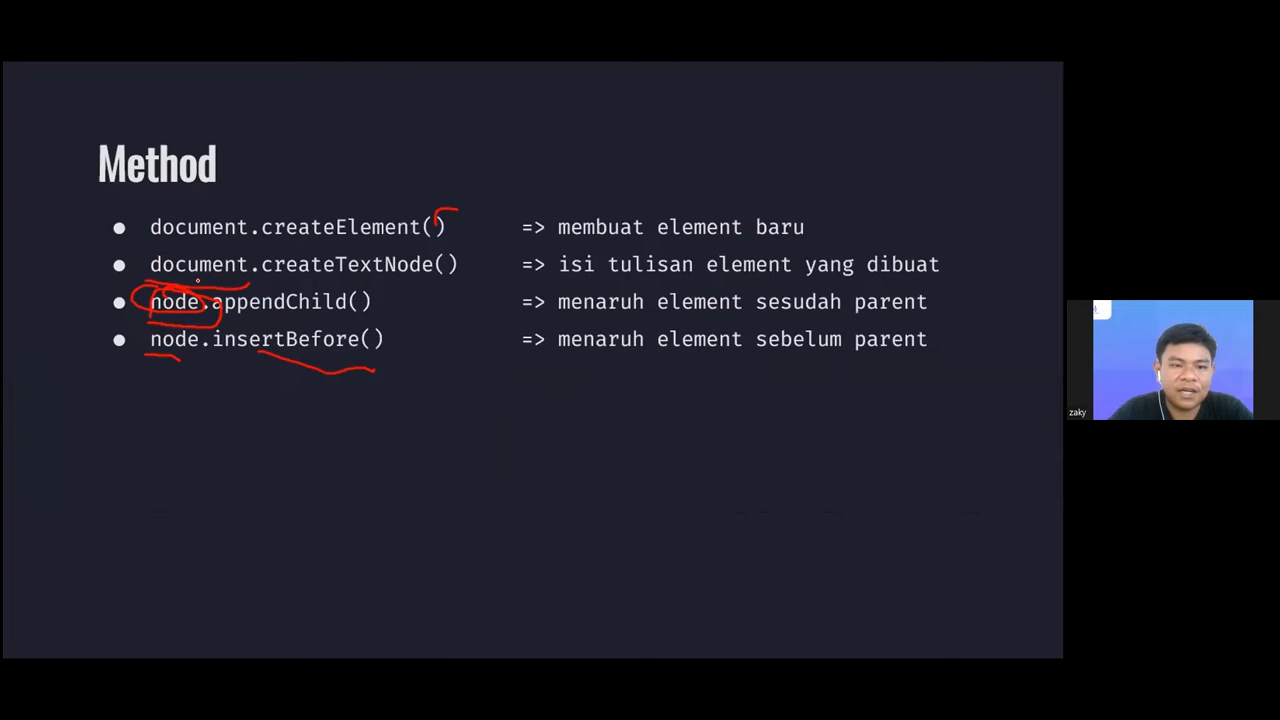 Method
● document.createElement() => membuat element baru
● document.createTextNode() => isi tulisan element yang dibuat
● node.appendChild() => menaruh element sesudah parent
● node.insertBefore() => menaruh element sebelum parent
zaky